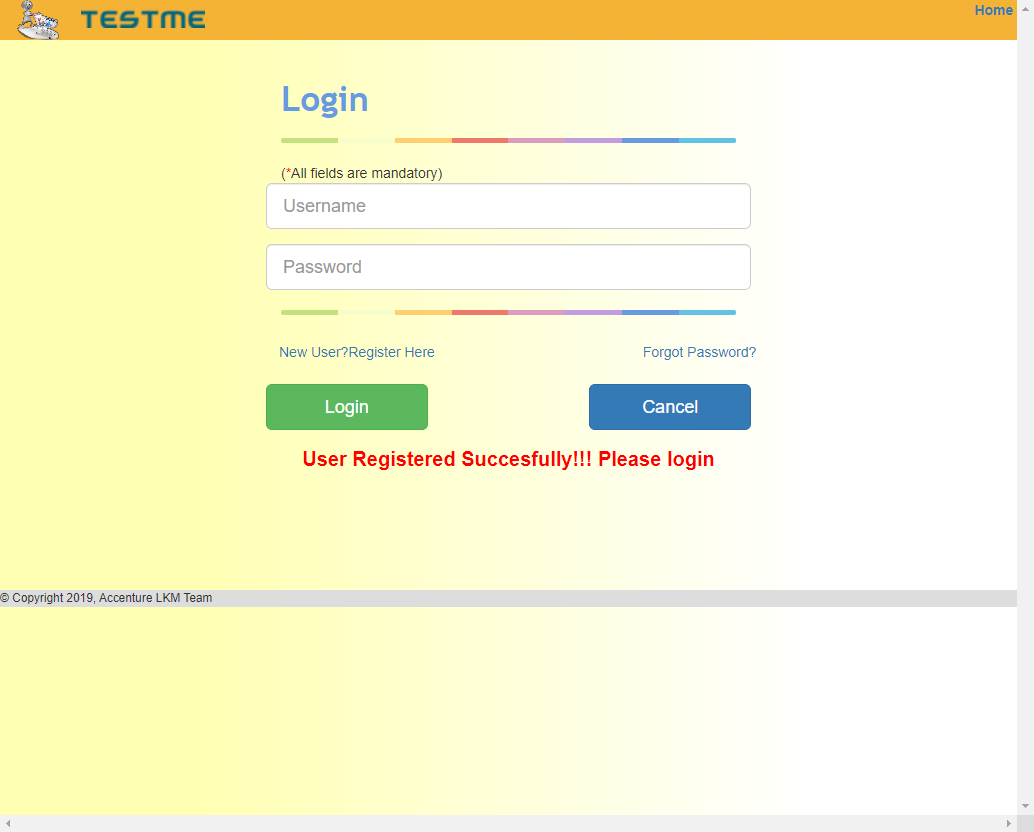 TESTME
Home
Login
(*All fields are mandatory)
Username
Password
New User?Register Here
Forgot Password?
Login
Cancel
User Registered Succesfully!!! Please login
© Copyright 2019, Accenture LKM Team